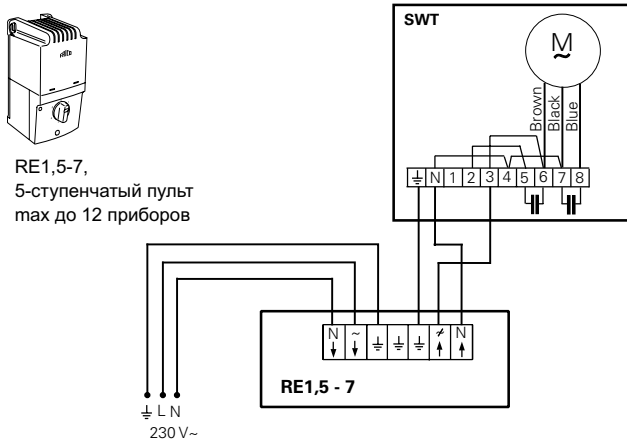 SWT
M
~
Brown
Black
Blue
N 1 2 3 4 5 6 7 8
RE1,5-7,
5-ступенчатый пульт
max до 12 приборов
N ~ N
RE1,5 - 7
L N
230 V~